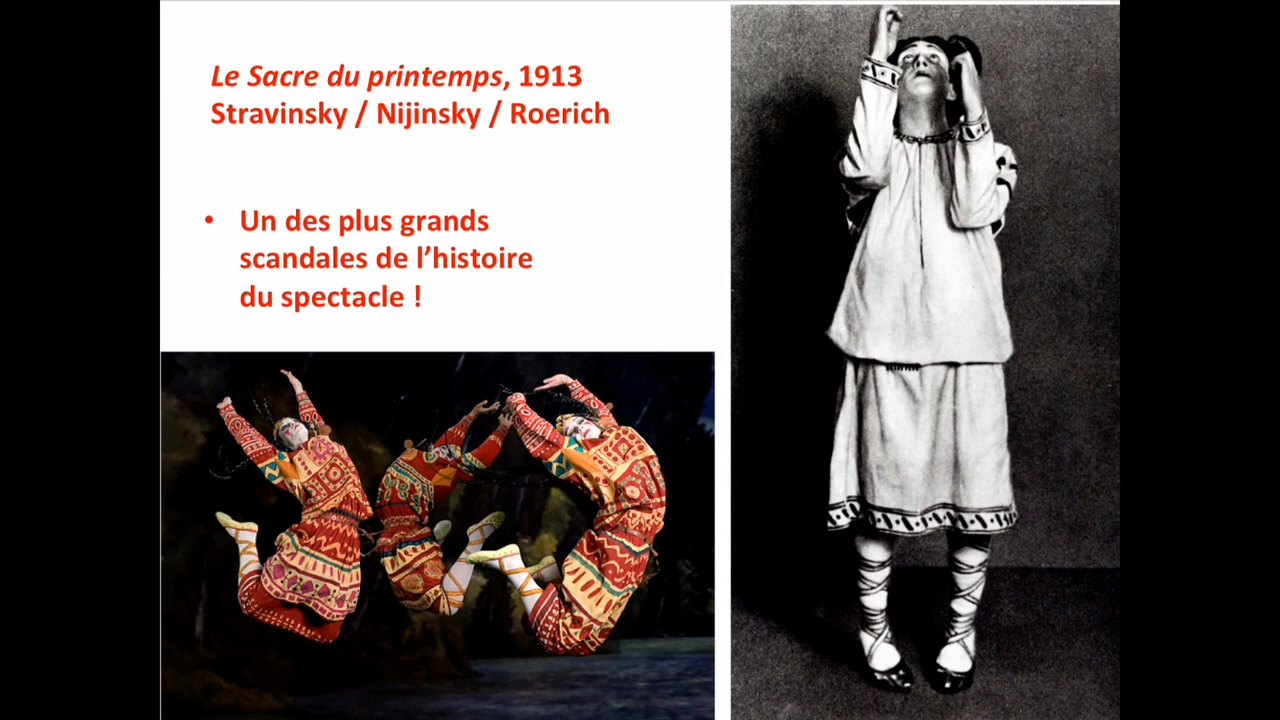 Le Sacre du printemps, 1913
Stravinsky / Nijinsky / Roerich
• Un des plus grands
scandales de l’histoire
du spectacle !